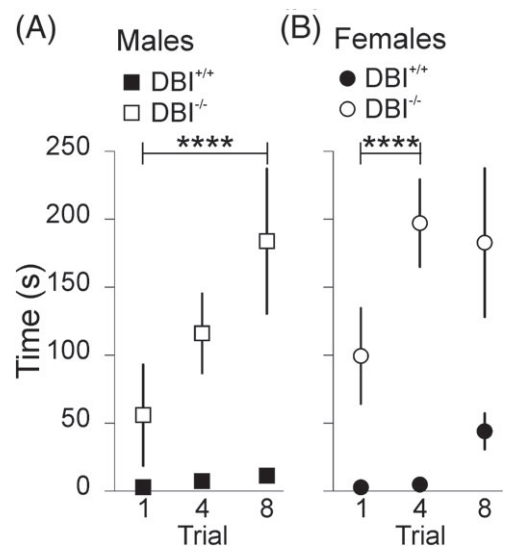 (A) Males
DBI+/+
DBI-/-
****
250
200
150
100
50
0
Time (s)
1 4 8
Trial
(B) Females
DBI+/+
DBI-/-
****
1 4 8
Trial